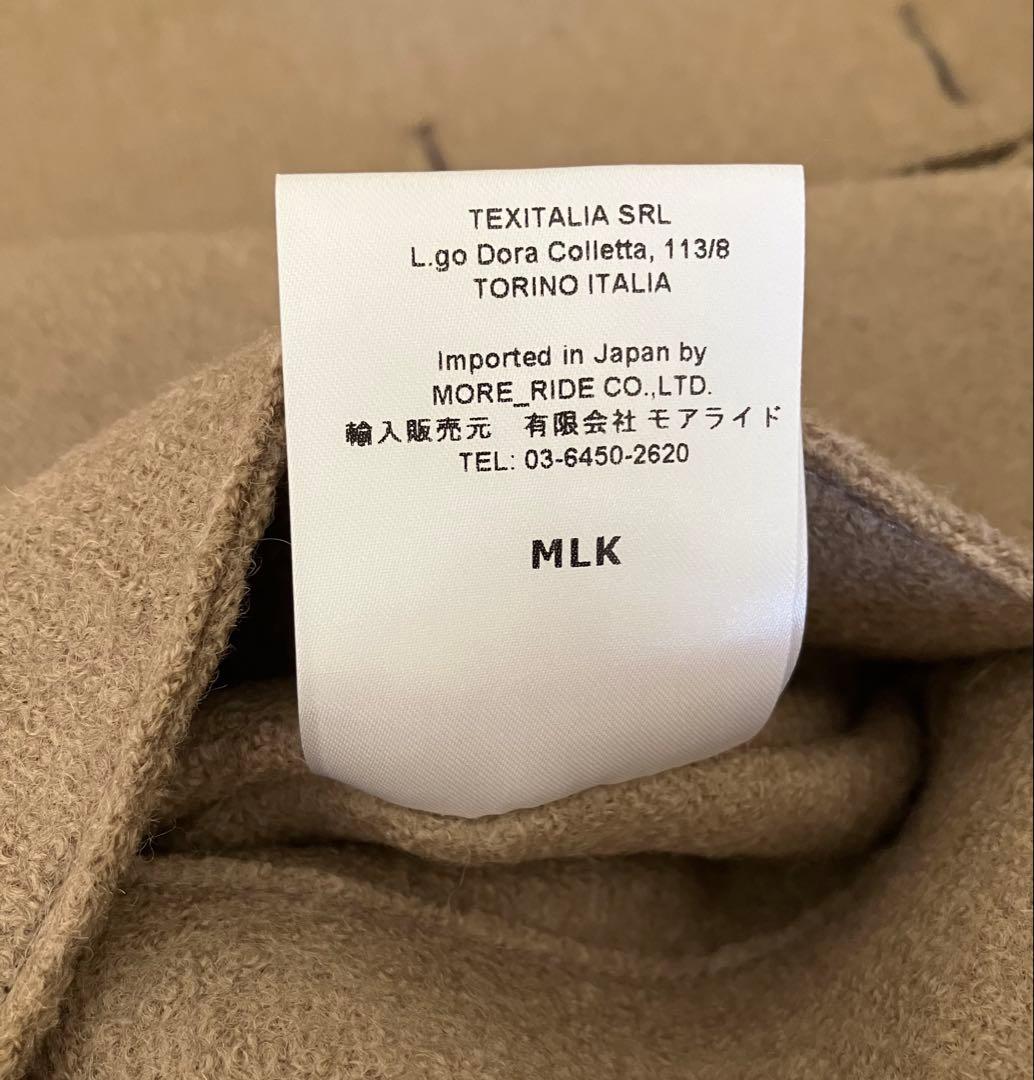 TEXITALIA SRL
L.go Dora Colletta, 113/8
TORINO ITALIA
Imported in Japan by
MORE_RIDE CO.,LTD.
輸入販売元　有限会社 モアライド
TEL: 03-6450-2620
MLK